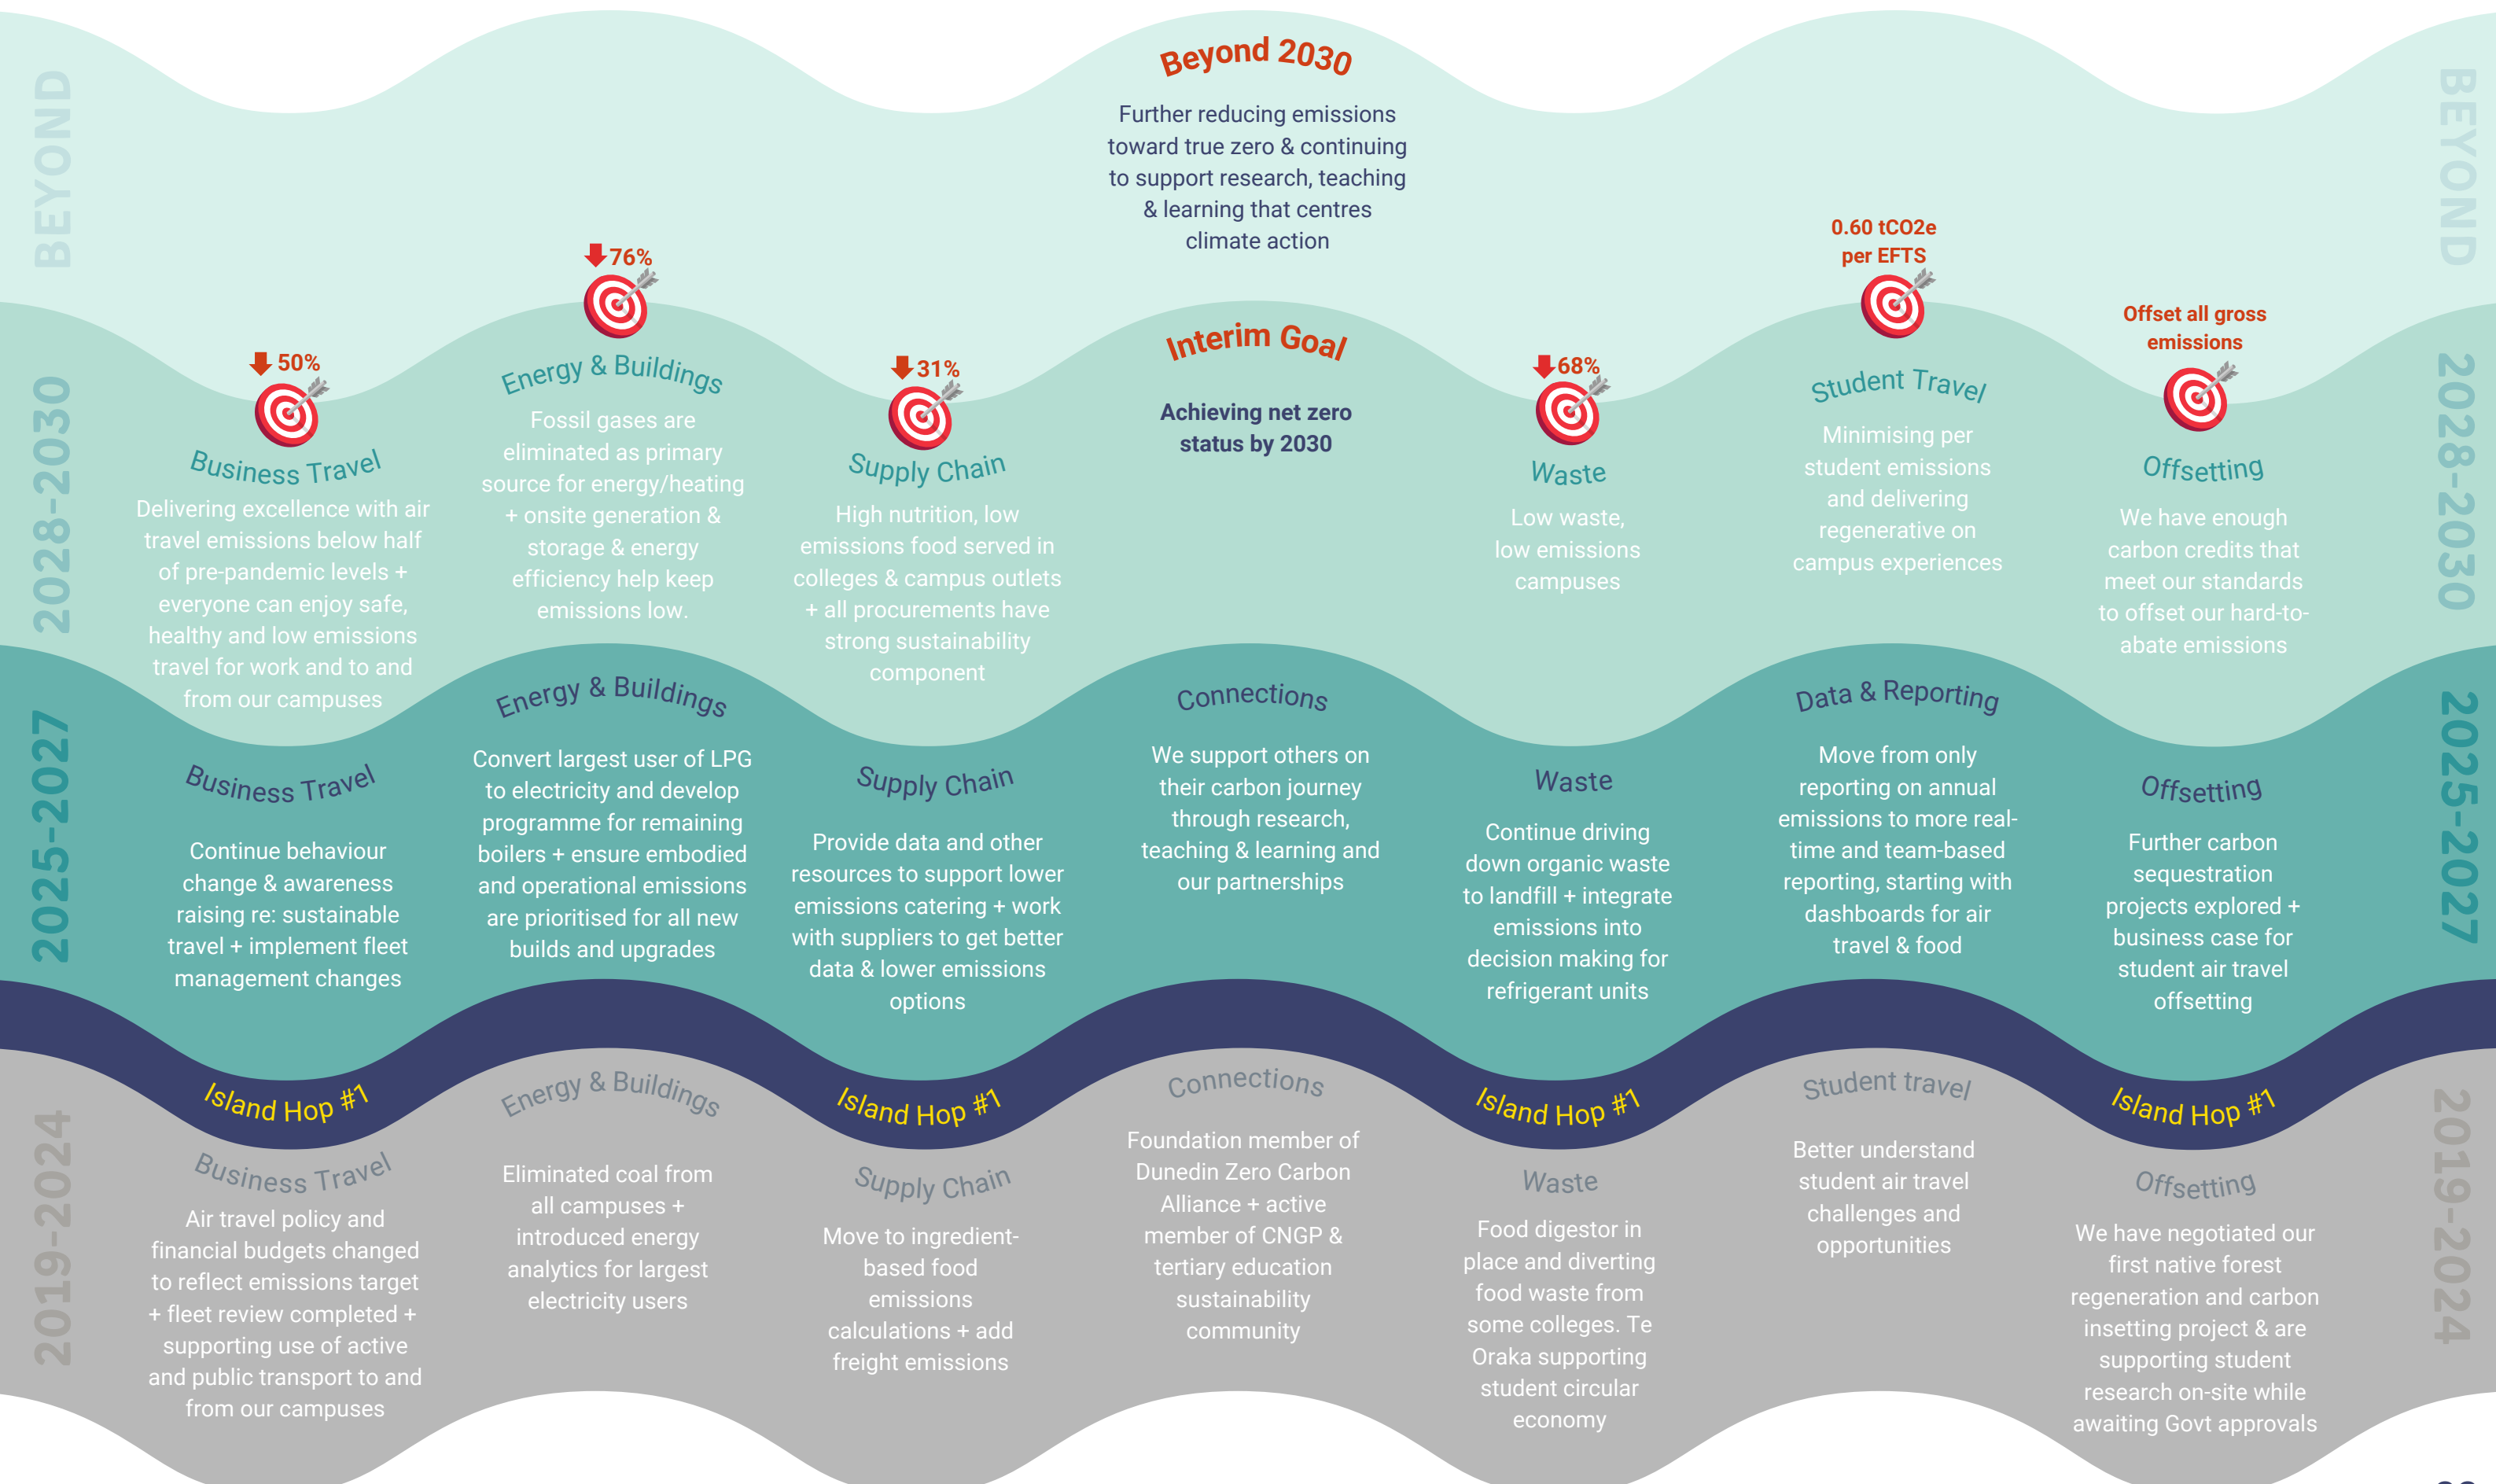 Beyond 2030
Further reducing emissions
toward true zero & continuing
to support research, teaching
& learning that centres
climate action
BEYOND
BEYOND
2028-2030
50%
Business Travel
Delivering excellence with air
travel emissions below half
of pre-pandemic levels +
everyone can enjoy safe,
healthy and low emissions
travel for work and to and
from our campuses
76%
Energy & Buildings
Fossil gases are
eliminated as primary
source for energy/heating
+ onsite generation &
storage & energy
efficiency help keep
emissions low.
31%
Supply Chain
High nutrition, low
emissions food served in
colleges & campus outlets
+ all procurements have
strong sustainability
component
Interim Goal
Achieving net zero
status by 2030
68%
Waste
Low waste,
low emissions
campuses
0.60 tCO2e
per EFTS
Student Travel
Minimising per
student emissions
and delivering
regenerative on
campus experiences
Offset all gross
emissions
Offsetting
We have enough
carbon credits that
meet our standards
to offset our hard-to-
abate emissions
2028-2030
2025-2027
Business Travel
Continue behaviour
change & awareness
raising re: sustainable
travel + implement fleet
management changes
Energy & Buildings
Convert largest user of LPG
to electricity and develop
programme for remaining
boilers + ensure embodied
and operational emissions
are prioritised for all new
builds and upgrades
Supply Chain
Provide data and other
resources to support lower
emissions catering + work
with suppliers to get better
data & lower emissions
options
Connections
We support others on
their carbon journey
through research,
teaching & learning and
our partnerships
Waste
Continue driving
down organic waste
to landfill + integrate
emissions into
decision making for
refrigerant units
Data & Reporting
Move from only
reporting on annual
emissions to more real-
time and team-based
reporting, starting with
dashboards for air
travel & food
Offsetting
Further carbon
sequestration
projects explored +
business case for
student air travel
offsetting
2025-2027
2019-2024
Island Hop #1
Business Travel
Air travel policy and
financial budgets changed
to reflect emissions target
+ fleet review completed +
supporting use of active
and public transport to and
from our campuses
Energy & Buildings
Eliminated coal from
all campuses +
introduced energy
analytics for largest
electricity users
Island Hop #1
Supply Chain
Move to ingredient-
based food
emissions
calculations + add
freight emissions
Connections
Foundation member of
Dunedin Zero Carbon
Alliance + active
member of CNGP &
tertiary education
sustainability
community
Island Hop #1
Waste
Food digestor in
place and diverting
food waste from
some colleges. Te
Oraka supporting
student circular
economy
Student travel
Better understand
student air travel
challenges and
opportunities
Island Hop #1
Offsetting
We have negotiated our
first native forest
regeneration and carbon
insetting project & are
supporting student
research on-site while
awaiting Govt approvals
2019-2024